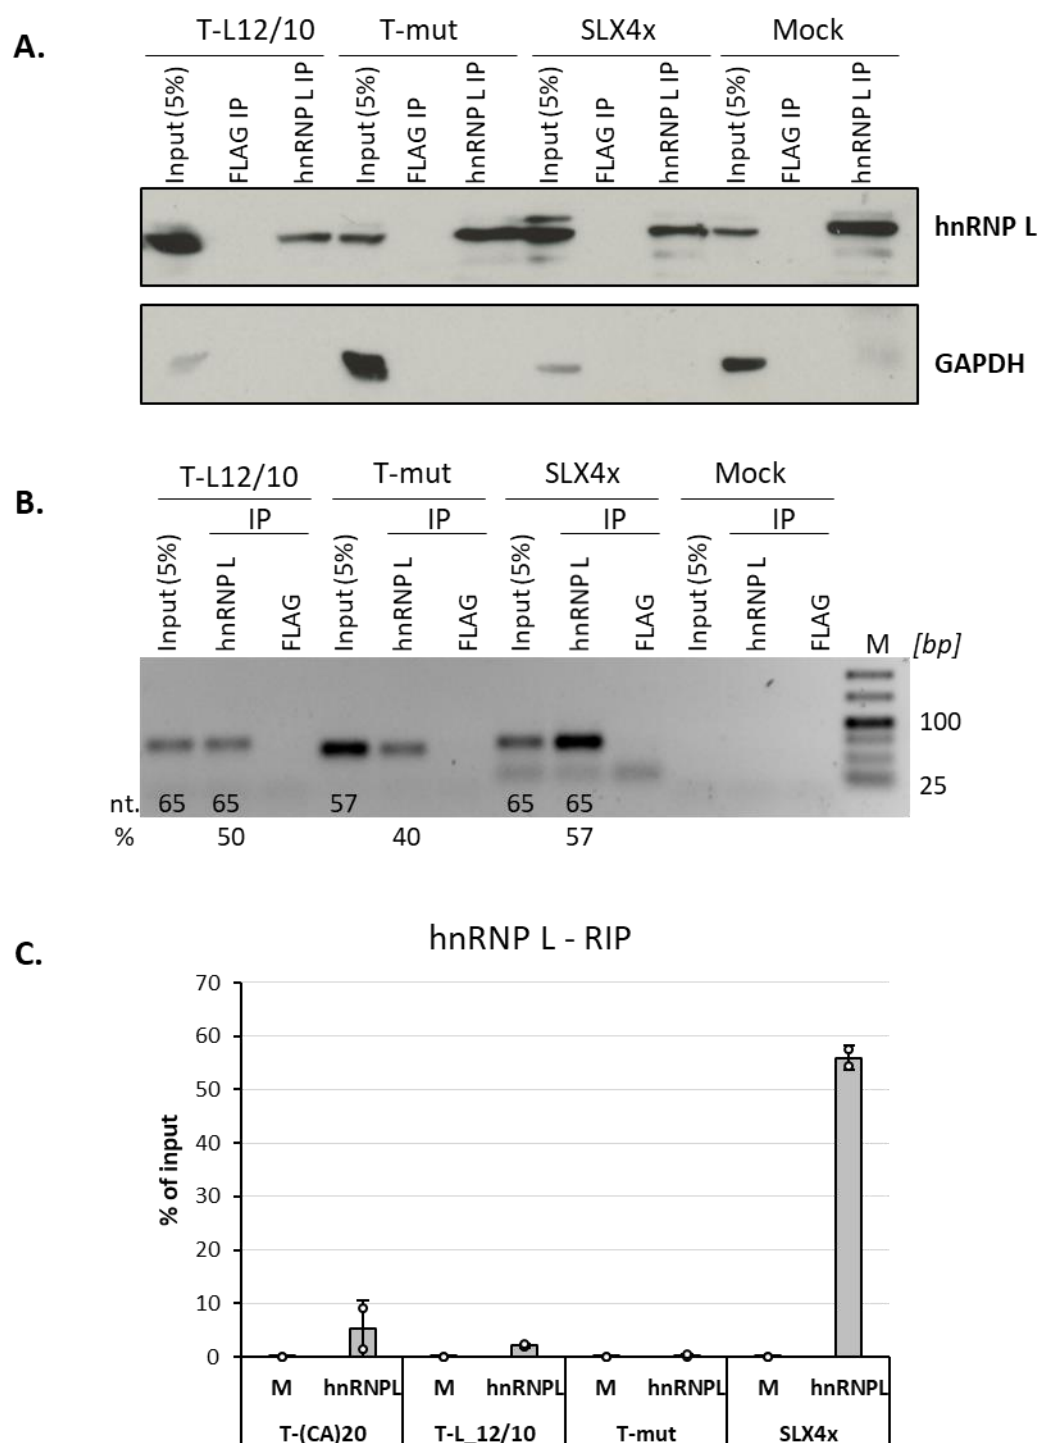 A.
T-L12/10 T-mut SLX4x Mock
Input (5%) FLAG IP hnRNP L IP Input (5%) FLAG IP hnRNP L IP Input (5%) FLAG IP hnRNP L IP Input (5%) FLAG IP hnRNP L IP
hnRNP L
GAPDH
B.
T-L12/10 T-mut SLX4x Mock
IP IP IP IP
Input (5%) hnRNP L FLAG Input (5%) hnRNP L FLAG Input (5%) hnRNP L FLAG Input (5%) hnRNP L FLAG M [bp]
100
25
nt. 65 65 57 65 65
% 50 40 57
C.
hnRNP L - RIP
% of input
70
60
50
40
30
20
10
0
M hnRNPL M hnRNPL M hnRNPL M hnRNPL
T-(CA)20 T-L_12/10 T-mut SLX4x